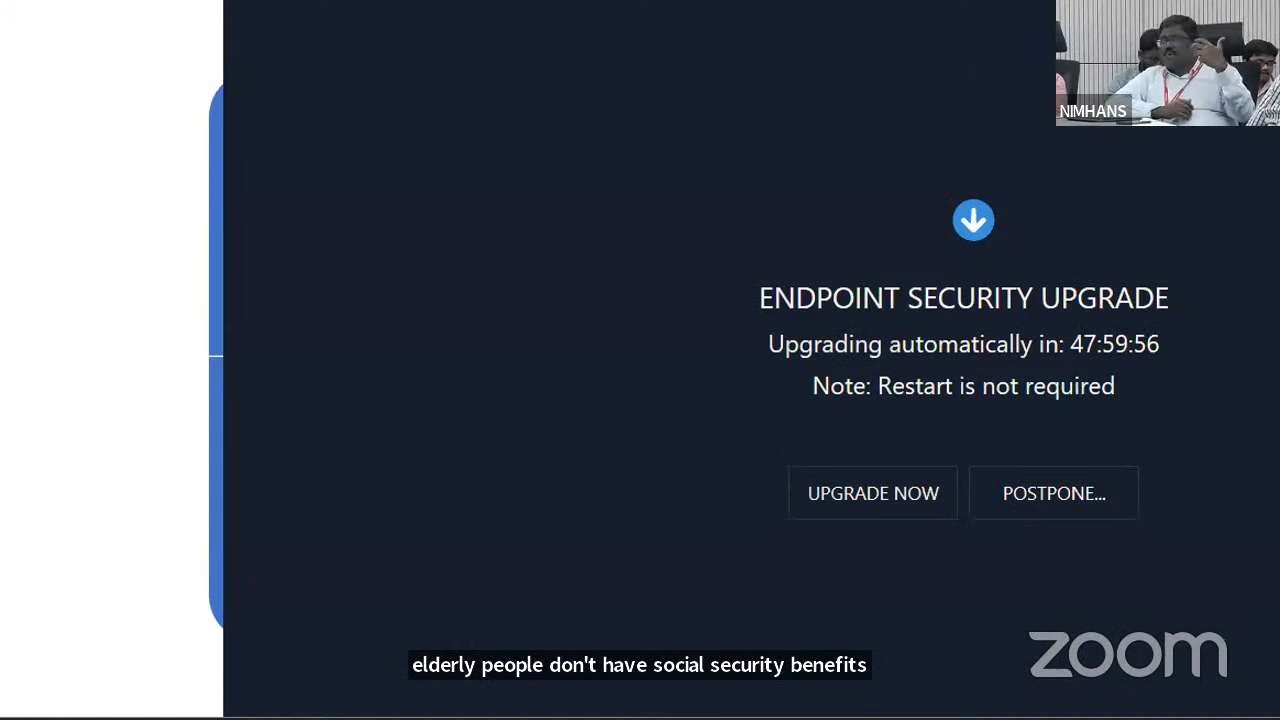 NIMHANS
ENDPOINT SECURITY UPGRADE
Upgrading automatically in: 47:59:56
Note: Restart is not required
UPGRADE NOW
POSTPONE...
elderly people don't have social security benefits
zoom